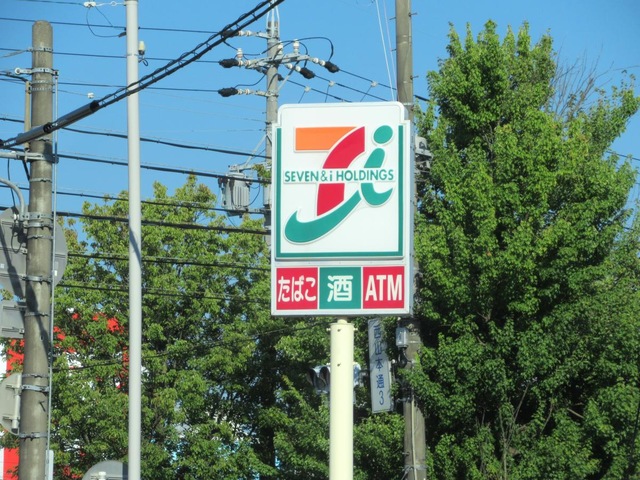 SEVEN & i HOLDINGS
たばこ 酒 ATM